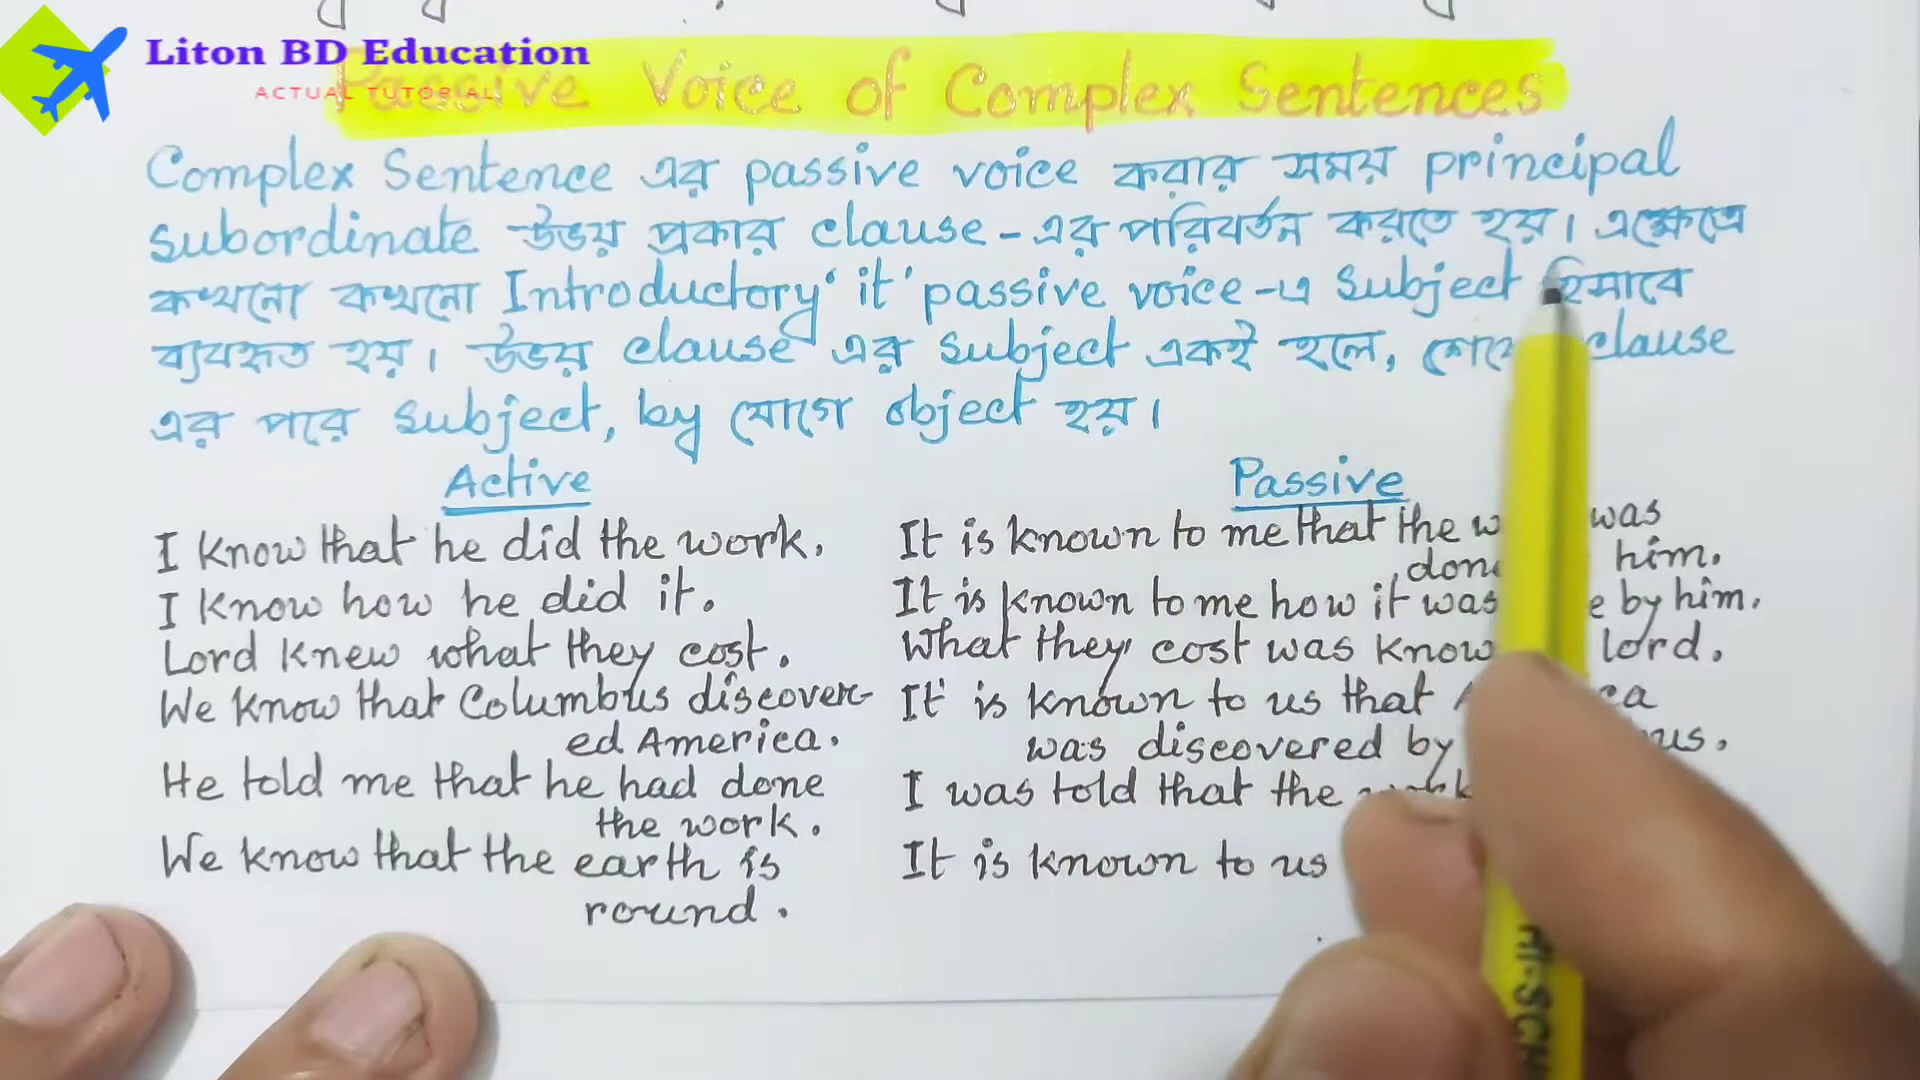 Liton BD Education
ACTUAL TUTORIAL
Passive Voice of Complex Sentences
Complex Sentence এর passive voice করার সময় principal
subordinate উভয় প্রকার clause-এর পরিবর্তন করতে হয়। এক্ষেত্রে
কখনো কখনো Introductory 'it' passive voice-এ subject হিসাবে
ব্যবহৃত হয়। উভয় clause এর subject একই হলে, clause
এর পরে subject, by যোগে object হয়।
Active
Passive
I know that he did the work.
It is known to me that the was
him.
I know how he did it.
It is known to me how it was by him.
Lord knew what they cost.
What they cost was lord.
We know that Columbus discover-
ed America.
It is known to us that
was discovered by
He told me that he had done
the work.
I was told that the
We know that the earth is
round.
It is known to us